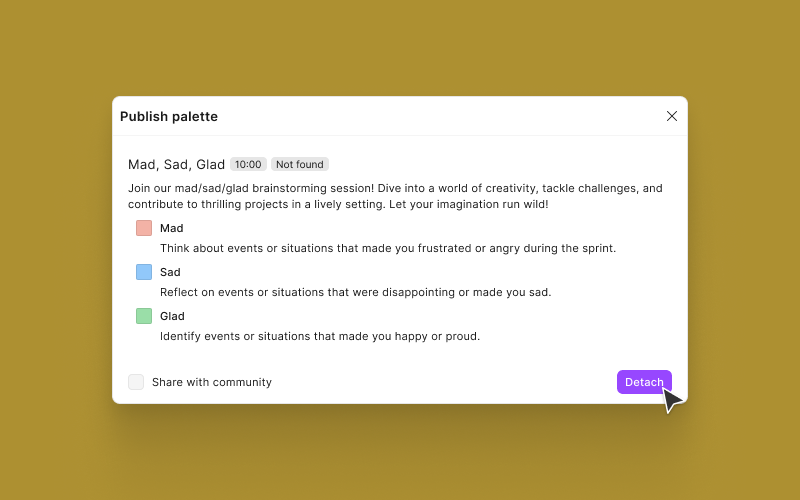 Publish palette
Mad, Sad, Glad 10:00 Not found
Join our mad/sad/glad brainstorming session! Dive into a world of creativity, tackle challenges, and
contribute to thrilling projects in a lively setting. Let your imagination run wild!
Mad
Think about events or situations that made you frustrated or angry during the sprint.
Sad
Reflect on events or situations that were disappointing or made you sad.
Glad
Identify events or situations that made you happy or proud.
Share with community
Detach